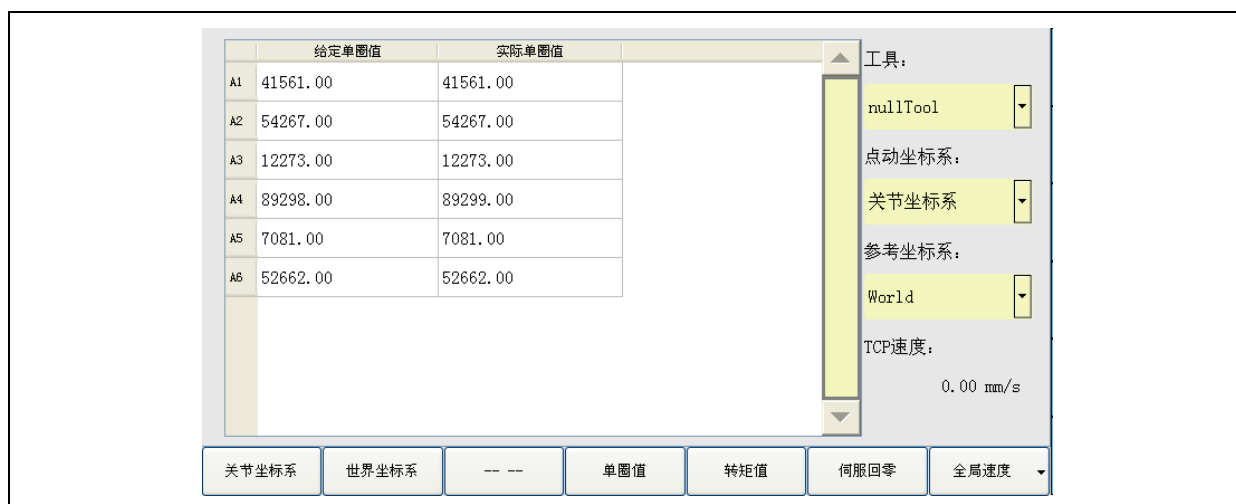 给定单圈值 实际单圈值
A1 41561.00 41561.00
A2 54267.00 54267.00
A3 12273.00 12273.00
A4 89298.00 89299.00
A5 7081.00 7081.00
A6 52662.00 52662.00
工具:
nullTool
点动坐标系:
关节坐标系
参考坐标系:
World
TCP速度:
0.00 mm/s
关节坐标系 世界坐标系 -- -- 单圈值 转矩值 伺服回零 全局速度